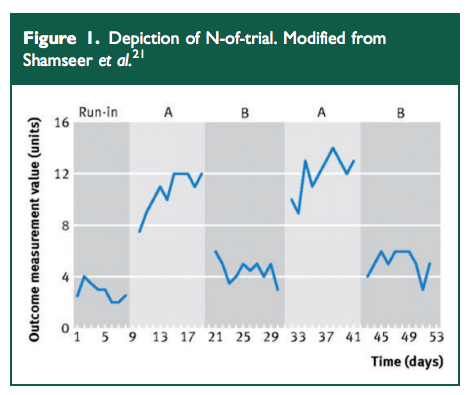 Figure 1. Depiction of N-of-trial. Modified from
Shamseer et al.21
Run-in A B A B
Outcome measurement value (units)
16
12
8
4
0
1 5 9 13 17 21 25 29 33 37 41 45 49 53
Time (days)